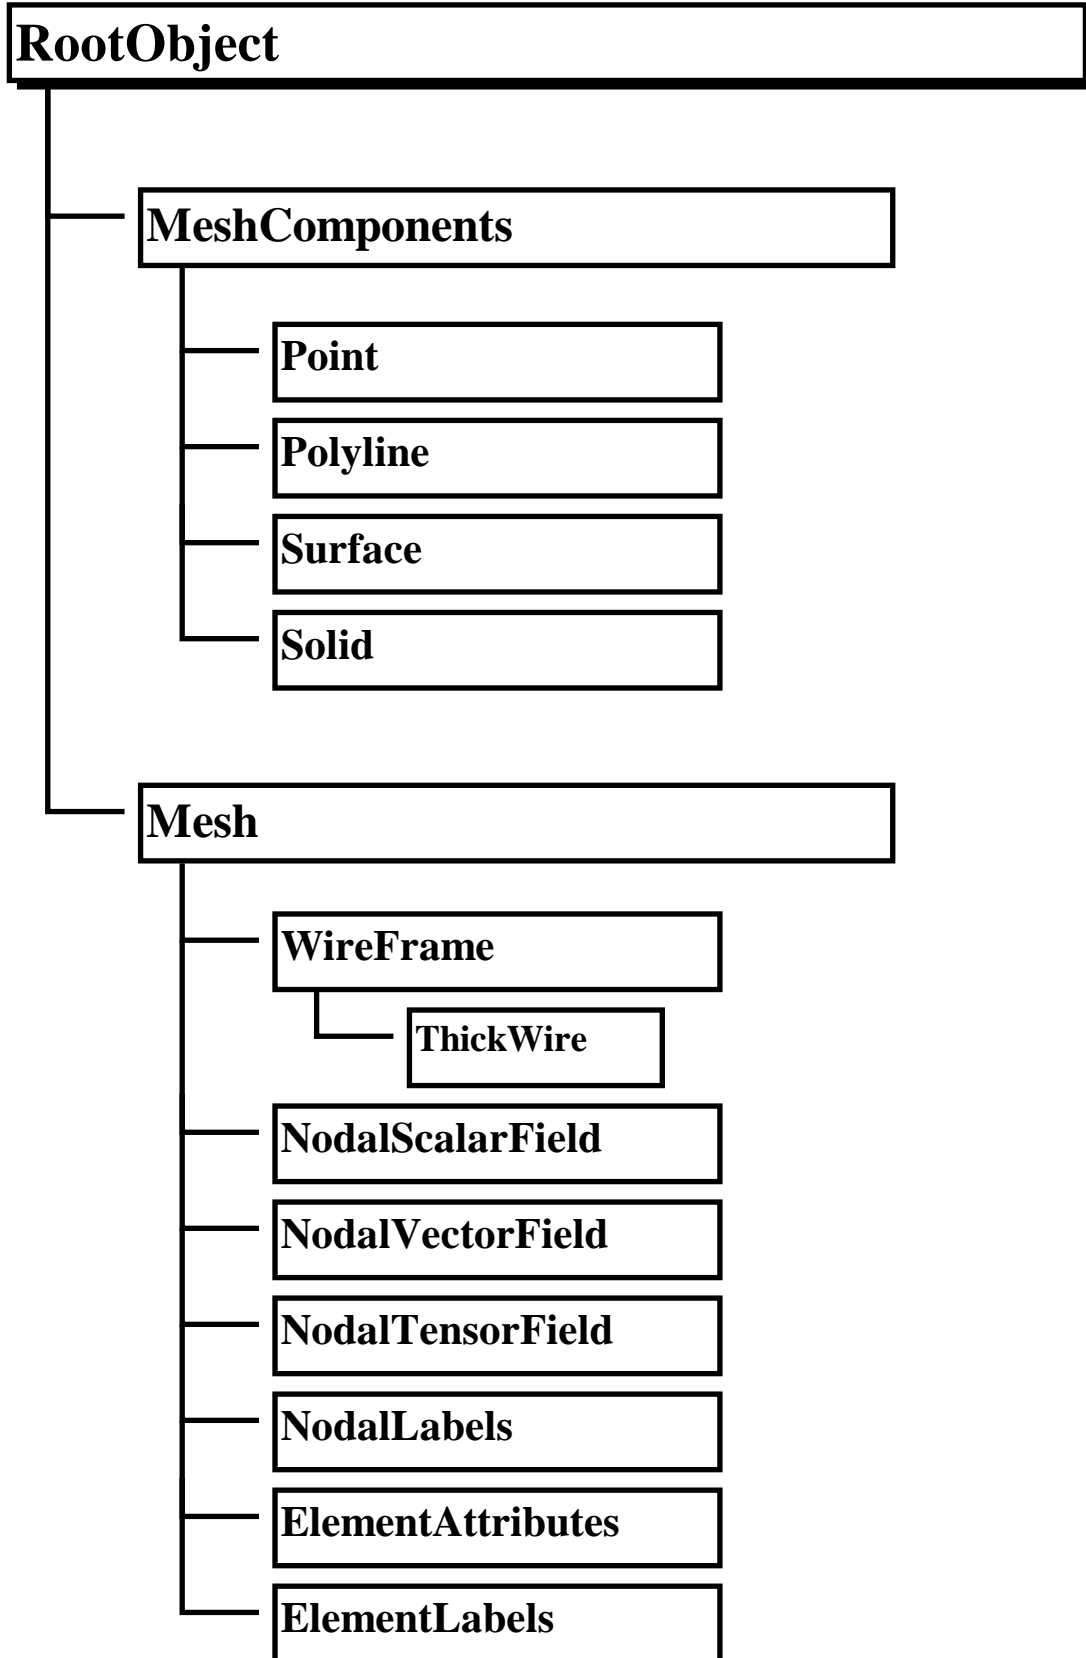 RootObject
MeshComponents
Point
Polyline
Surface
Solid
Mesh
WireFrame
ThickWire
NodalScalarField
NodalVectorField
NodalTensorField
NodalLabels
ElementAttributes
ElementLabels